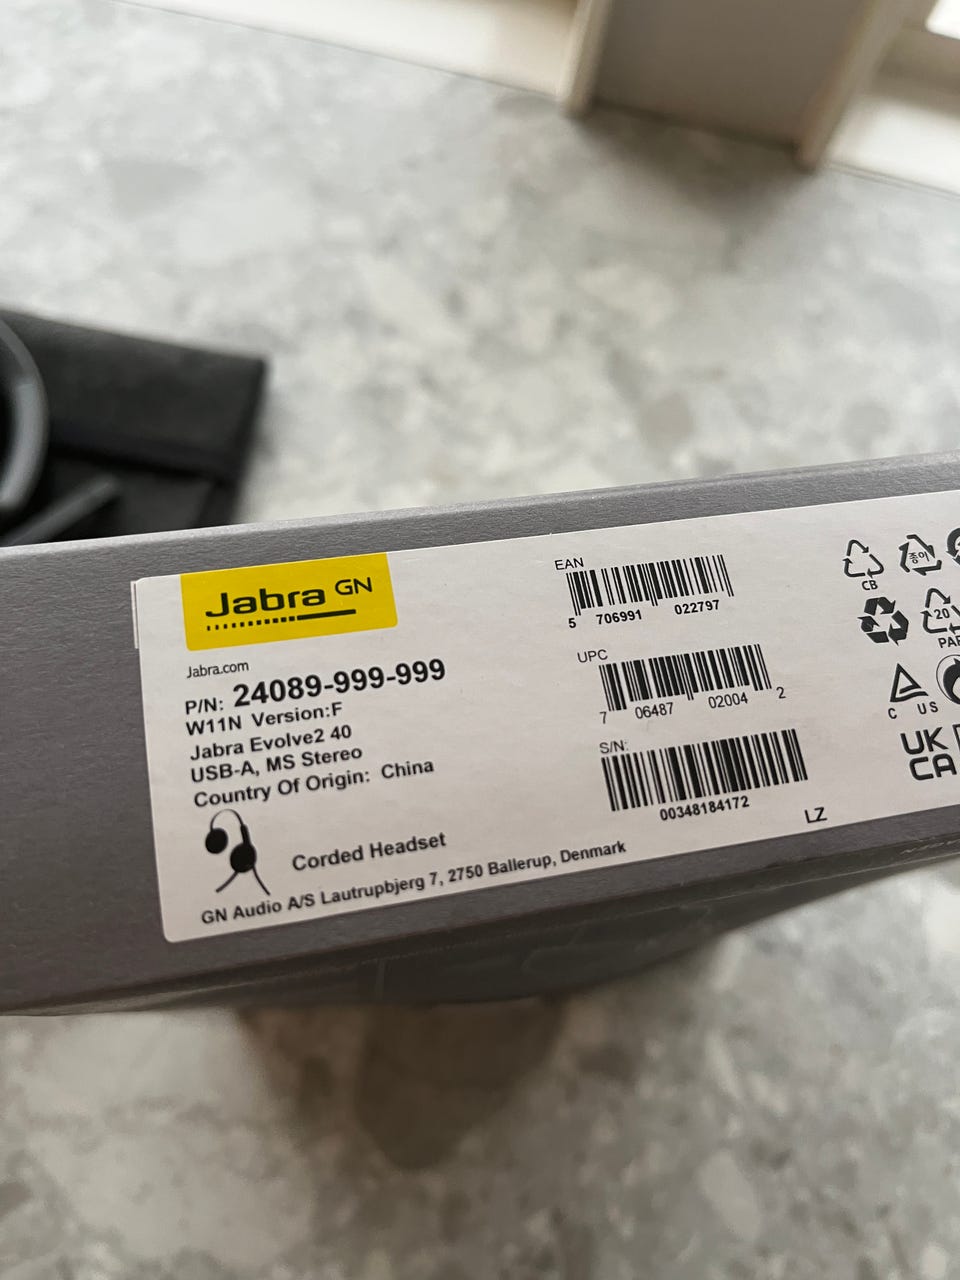 Jabra GN
Jabra.com
P/N: 24089-999-999
W11N Version:F
Jabra Evolve2 40
USB-A, MS Stereo
Country Of Origin: China
Corded Headset
GN Audio A/S Lautrupbjerg 7, 2750 Ballerup, Denmark
EAN
5 706991 022797
UPC
7 06487 02004 2
S/N:
00348184172
LZ
CB
종이
20
C US
UK
CA